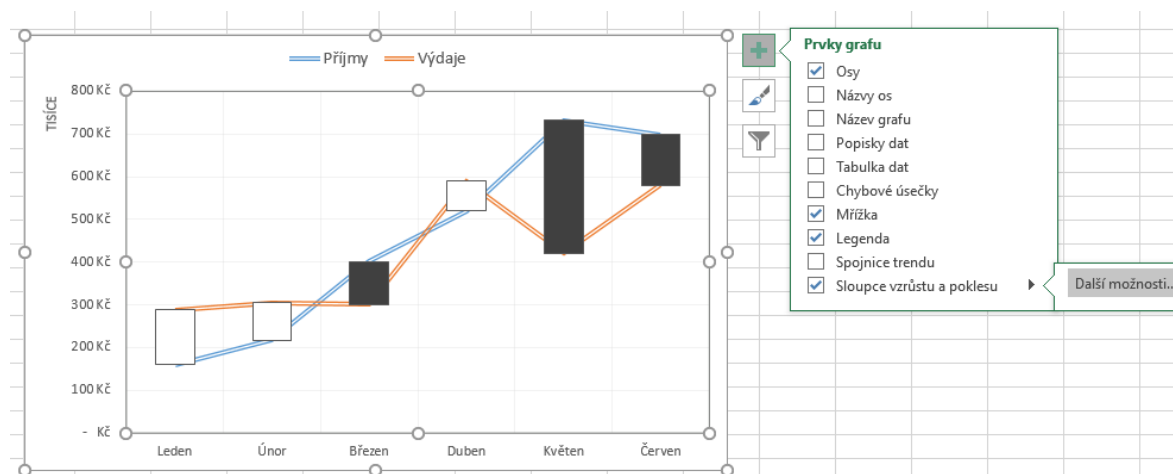 Příjmy Výdaje
TISÍCE
800 Kč
700 Kč
600 Kč
500 Kč
400 Kč
300 Kč
200 Kč
100 Kč
- Kč
Leden Únor Březen Duben Květen Červen
Prvky grafu
Osy
Názvy os
Název grafu
Popisky dat
Tabulka dat
Chybové úsečky
Mřížka
Legenda
Spojnice trendu
Sloupce vzrůstu a poklesu
Další možnosti...